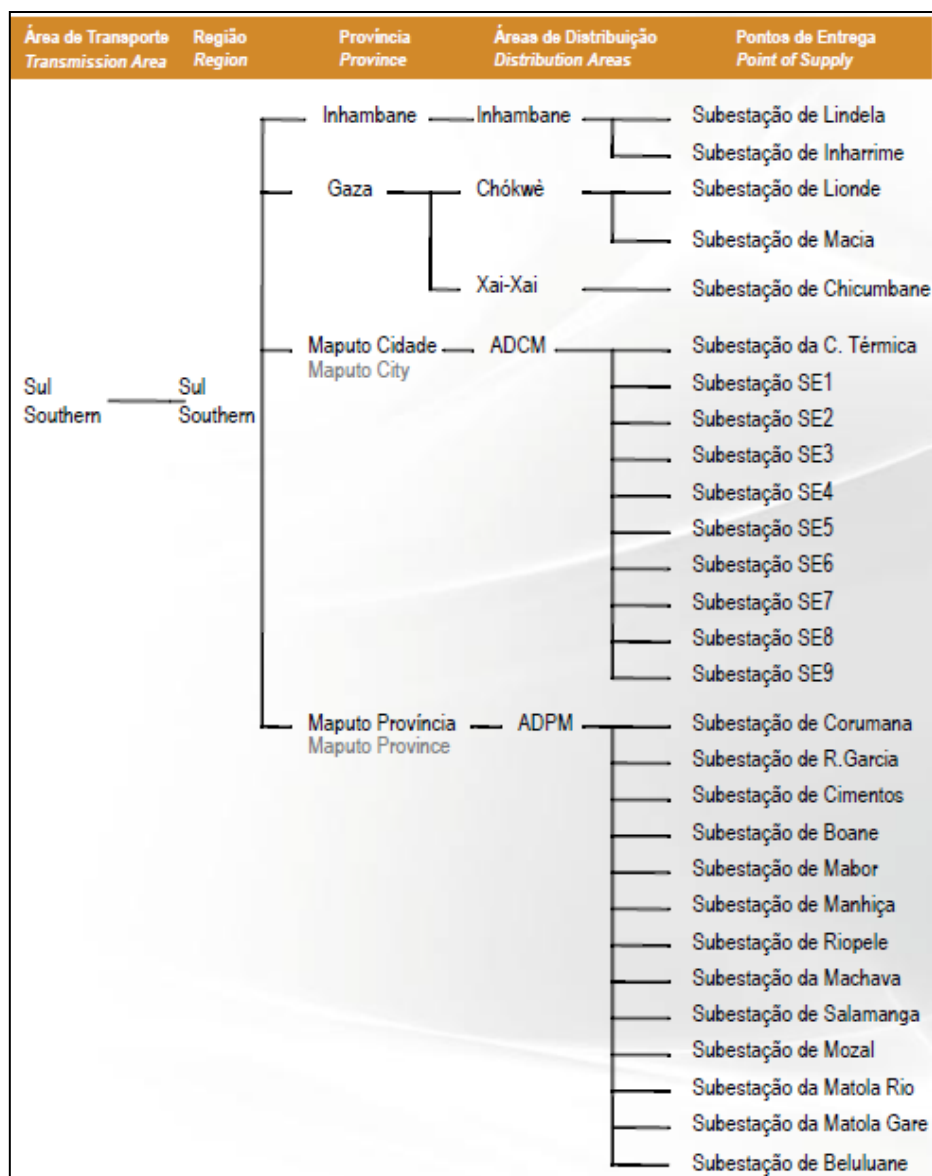 Área de Transporte Região Província Áreas de Distribuição Pontos de Entrega
Transmission Area Region Province Distribution Areas Point of Supply
Inhambane Inhambane Subestação de Lindela
Subestação de Inharrime
Gaza Chókwè Subestação de Lionde
Subestação de Macia
Xai-Xai Subestação de Chicumbane
Maputo Cidade ADCM Subestação da C. Térmica
Maputo City
Sul Sul Subestação SE1
Southern Southern Subestação SE2
Subestação SE3
Subestação SE4
Subestação SE5
Subestação SE6
Subestação SE7
Subestação SE8
Subestação SE9
Maputo Província ADPM Subestação de Corumana
Maputo Province
Subestação de R.Garcia
Subestação de Cimentos
Subestação de Boane
Subestação de Mabor
Subestação de Manhiça
Subestação de Riopele
Subestação da Machava
Subestação de Salamanga
Subestação de Mozal
Subestação da Matola Rio
Subestação da Matola Gare
Subestação de Beluluane